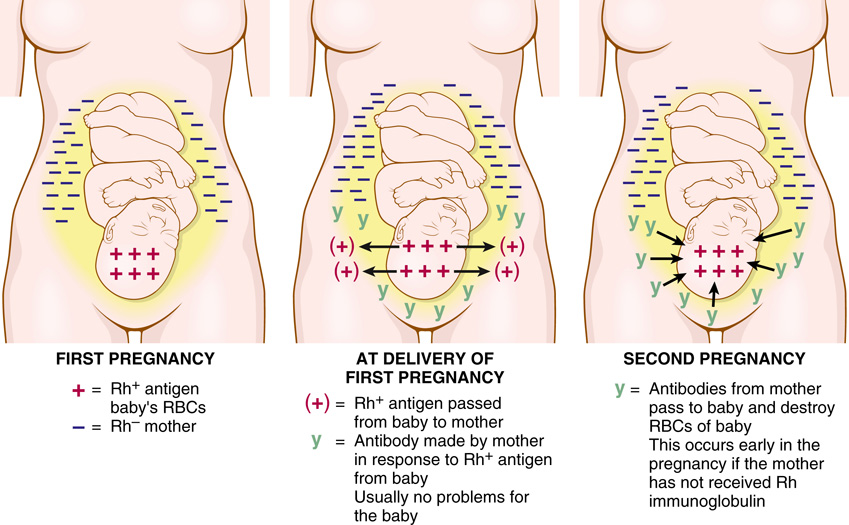 FIRST PREGNANCY
+ = Rh+ antigen
baby's RBCs
– = Rh– mother
AT DELIVERY OF
FIRST PREGNANCY
(+) = Rh+ antigen passed
from baby to mother
y = Antibody made by mother
in response to Rh+ antigen
from baby
Usually no problems for
the baby
SECOND PREGNANCY
y = Antibodies from mother
pass to baby and destroy
RBCs of baby
This occurs early in the
pregnancy if the mother
has not received Rh
immunoglobulin